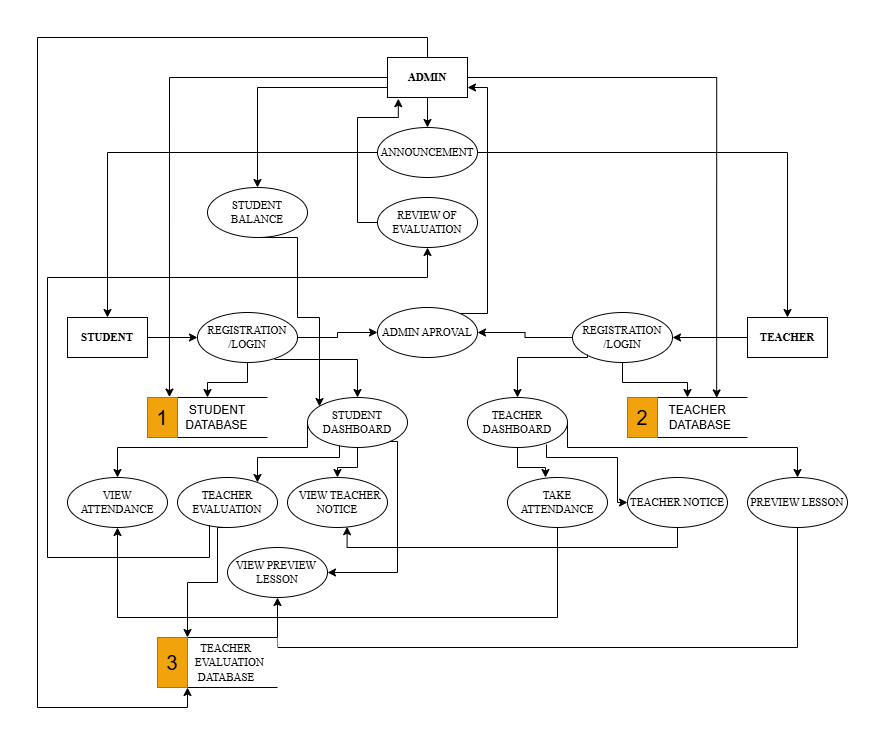 ADMIN
ANNOUNCEMENT
STUDENT
BALANCE
REVIEW OF
EVALUATION
STUDENT
REGISTRATION
/LOGIN
ADMIN APROVAL
REGISTRATION
/LOGIN
TEACHER
1
STUDENT
DATABASE
STUDENT
DASHBOARD
TEACHER
DASHBOARD
2
TEACHER
DATABASE
VIEW
ATTENDANCE
TEACHER
EVALUATION
VIEW TEACHER
NOTICE
TAKE
ATTENDANCE
TEACHER NOTICE
PREVIEW LESSON
VIEW PREVIEW
LESSON
3
TEACHER
EVALUATION
DATABASE